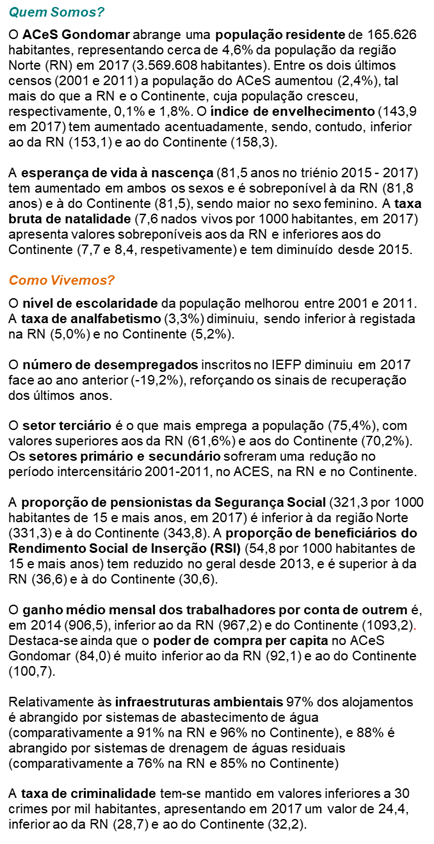 Quem Somos?
O ACeS Gondomar abrange uma população residente de 165.626
habitantes, representando cerca de 4,6% da população da região
Norte (RN) em 2017 (3.569.608 habitantes). Entre os dois últimos
censos (2001 e 2011) a população do ACeS aumentou (2,4%), tal
mais do que a RN e o Continente, cuja população cresceu,
respectivamente, 0,1% e 1,8%. O índice de envelhecimento (143,9
em 2017) tem aumentado acentuadamente, sendo, contudo, inferior
ao da RN (153,1) e ao do Continente (158,3).
A esperança de vida à nascença (81,5 anos no triénio 2015 - 2017)
tem aumentado em ambos os sexos e é sobreponível à da RN (81,8
anos) e à do Continente (81,5), sendo maior no sexo feminino. A taxa
bruta de natalidade (7,6 nados vivos por 1000 habitantes, em 2017)
apresenta valores sobreponíveis aos da RN e inferiores aos do
Continente (7,7 e 8,4, respetivamente) e tem diminuído desde 2015.
Como Vivemos?
O nível de escolaridade da população melhorou entre 2001 e 2011.
A taxa de analfabetismo (3,3%) diminuiu, sendo inferior à registada
na RN (5,0%) e no Continente (5,2%).
O número de desempregados inscritos no IEFP diminuiu em 2017
face ao ano anterior (-19,2%), reforçando os sinais de recuperação
dos últimos anos.
O setor terciário é o que mais emprega a população (75,4%), com
valores superiores aos da RN (61,6%) e aos do Continente (70,2%).
Os setores primário e secundário sofreram uma redução no
período intercensitário 2001-2011, no ACES, na RN e no Continente.
A proporção de pensionistas da Segurança Social (321,3 por 1000
habitantes de 15 e mais anos, em 2017) é inferior à da região Norte
(331,3) e à do Continente (343,8). A proporção de beneficiários do
Rendimento Social de Inserção (RSI) (54,8 por 1000 habitantes de
15 e mais anos) tem reduzido no geral desde 2013, e é superior à da
RN (36,6) e à do Continente (30,6).
O ganho médio mensal dos trabalhadores por conta de outrem é,
em 2014 (906,5), inferior ao da RN (967,2) e do Continente (1093,2).
Destaca-se ainda que o poder de compra per capita no ACeS
Gondomar (84,0) é muito inferior ao da RN (92,1) e ao do Continente
(100,7).
Relativamente às infraestruturas ambientais 97% dos alojamentos
é abrangido por sistemas de abastecimento de água
(comparativamente a 91% na RN e 96% no Continente), e 88% é
abrangido por sistemas de drenagem de águas residuais
(comparativamente a 76% na RN e 85% no Continente)
A taxa de criminalidade tem-se mantido em valores inferiores a 30
crimes por mil habitantes, apresentando em 2017 um valor de 24,4,
inferior ao da RN (28,7) e ao do Continente (32,2).